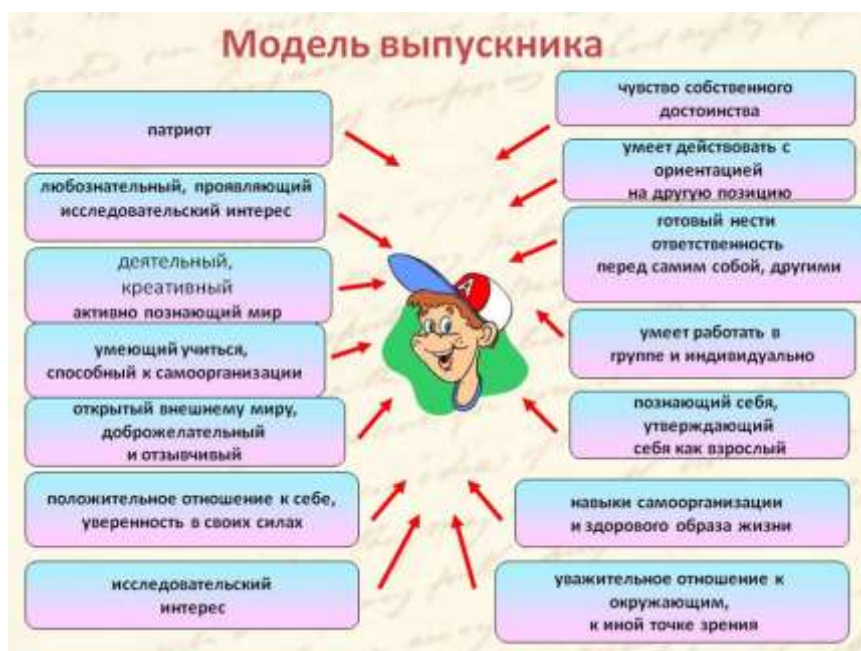 Модель выпускника
патриот
любознательный, проявляющий
исследовательский интерес
деятельный,
креативный
активно познающий мир
умеющий учиться,
способный к самоорганизации
открытый внешнему миру,
доброжелательный
и отзывчивый
положительное отношение к себе,
уверенность в своих силах
исследовательский
интерес
чувство собственного
достоинства
умеет действовать с
ориентацией
на другую позицию
готовый нести
ответственность
перед самим собой, другими
умеет работать в
группе и индивидуально
познающий себя,
утверждающий
себя как взрослый
навыки самоорганизации
и здорового образа жизни
уважительное отношение к
окружающим,
к иной точке зрения
A